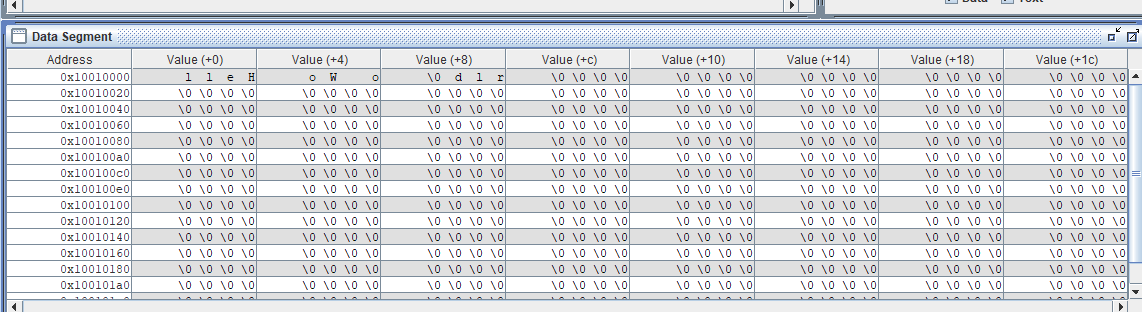 Data Text
Data Segment
Address Value (+0) Value (+4) Value (+8) Value (+c) Value (+10) Value (+14) Value (+18) Value (+1c)
0x10010000 l l e H o W o \0 d l r \0 \0 \0 \0 \0 \0 \0 \0 \0 \0 \0 \0 \0 \0 \0 \0 \0 \0 \0 \0
0x10010020 \0 \0 \0 \0 \0 \0 \0 \0 \0 \0 \0 \0 \0 \0 \0 \0 \0 \0 \0 \0 \0 \0 \0 \0 \0 \0 \0 \0 \0 \0 \0 \0
0x10010040 \0 \0 \0 \0 \0 \0 \0 \0 \0 \0 \0 \0 \0 \0 \0 \0 \0 \0 \0 \0 \0 \0 \0 \0 \0 \0 \0 \0 \0 \0 \0 \0
0x10010060 \0 \0 \0 \0 \0 \0 \0 \0 \0 \0 \0 \0 \0 \0 \0 \0 \0 \0 \0 \0 \0 \0 \0 \0 \0 \0 \0 \0 \0 \0 \0 \0
0x10010080 \0 \0 \0 \0 \0 \0 \0 \0 \0 \0 \0 \0 \0 \0 \0 \0 \0 \0 \0 \0 \0 \0 \0 \0 \0 \0 \0 \0 \0 \0 \0 \0
0x100100a0 \0 \0 \0 \0 \0 \0 \0 \0 \0 \0 \0 \0 \0 \0 \0 \0 \0 \0 \0 \0 \0 \0 \0 \0 \0 \0 \0 \0 \0 \0 \0 \0
0x100100c0 \0 \0 \0 \0 \0 \0 \0 \0 \0 \0 \0 \0 \0 \0 \0 \0 \0 \0 \0 \0 \0 \0 \0 \0 \0 \0 \0 \0 \0 \0 \0 \0
0x100100e0 \0 \0 \0 \0 \0 \0 \0 \0 \0 \0 \0 \0 \0 \0 \0 \0 \0 \0 \0 \0 \0 \0 \0 \0 \0 \0 \0 \0 \0 \0 \0 \0
0x10010100 \0 \0 \0 \0 \0 \0 \0 \0 \0 \0 \0 \0 \0 \0 \0 \0 \0 \0 \0 \0 \0 \0 \0 \0 \0 \0 \0 \0 \0 \0 \0 \0
0x10010120 \0 \0 \0 \0 \0 \0 \0 \0 \0 \0 \0 \0 \0 \0 \0 \0 \0 \0 \0 \0 \0 \0 \0 \0 \0 \0 \0 \0 \0 \0 \0 \0
0x10010140 \0 \0 \0 \0 \0 \0 \0 \0 \0 \0 \0 \0 \0 \0 \0 \0 \0 \0 \0 \0 \0 \0 \0 \0 \0 \0 \0 \0 \0 \0 \0 \0
0x10010160 \0 \0 \0 \0 \0 \0 \0 \0 \0 \0 \0 \0 \0 \0 \0 \0 \0 \0 \0 \0 \0 \0 \0 \0 \0 \0 \0 \0 \0 \0 \0 \0
0x10010180 \0 \0 \0 \0 \0 \0 \0 \0 \0 \0 \0 \0 \0 \0 \0 \0 \0 \0 \0 \0 \0 \0 \0 \0 \0 \0 \0 \0 \0 \0 \0 \0
0x100101a0 \0 \0 \0 \0 \0 \0 \0 \0 \0 \0 \0 \0 \0 \0 \0 \0 \0 \0 \0 \0 \0 \0 \0 \0 \0 \0 \0 \0 \0 \0 \0 \0